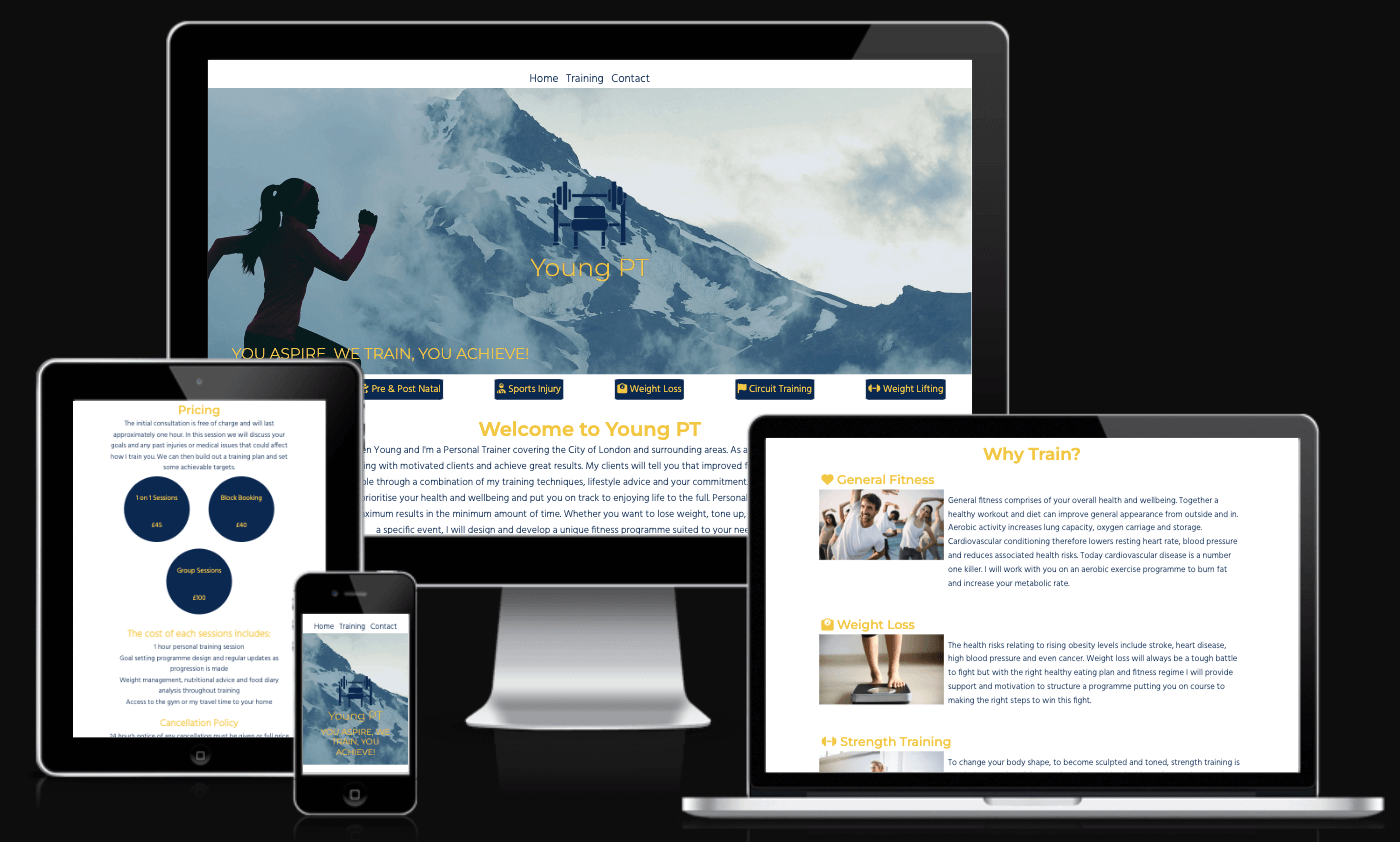 Home Training Contact
Young PT
YOU ASPIRE, WE TRAIN, YOU ACHIEVE!
Pre & Post Natal
Sports Injury
Weight Loss
Circuit Training
Weight Lifting
Welcome to Young PT
Young and I'm a Personal Trainer covering the City of London and surrounding areas. As a
with motivated clients and achieve great results. My clients will tell you that improved
through a combination of my training techniques, lifestyle advice and your commitment.
prioritise your health and wellbeing and put you on track to enjoying life to the full. Personal
results in the minimum amount of time. Whether you want to lose weight, tone up,
a specific event, I will design and develop a unique fitness programme suited to your
Pricing
The initial consultation is free of charge and will last
approximately one hour. In this session we will discuss your
goals and any past injuries or medical issues that could affect
how I train you. We can then build out a training plan and set
some achievable targets.
1 on 1 Sessions
£45
Block Booking
£40
Group Sessions
£100
The cost of each sessions includes:
1 hour personal training session
Goal setting programme design and regular updates as
progression is made
Weight management, nutritional advice and food diary
analysis throughout training
Access to the gym or my travel time to your home
Cancellation Policy
24 hour's notice of any cancellation must be given or full price
Home Training Contact
Young PT
YOU ASPIRE, WE
TRAIN, YOU
ACHIEVE!
Why Train?
General Fitness
General fitness comprises of your overall health and wellbeing. Together a
healthy workout and diet can improve general appearance from outside and in.
Aerobic activity increases lung capacity, oxygen carriage and storage.
Cardiovascular conditioning therefore lowers resting heart rate, blood pressure
and reduces associated health risks. Today cardiovascular disease is a number
one killer. I will work with you on an aerobic exercise programme to burn fat
and increase your metabolic rate.
Weight Loss
The health risks relating to rising obesity levels include stroke, heart disease,
high blood pressure and even cancer. Weight loss will always be a tough battle
to fight but with the right healthy eating plan and fitness regime I will provide
support and motivation to structure a programme putting you on course to
making the right steps to win this fight.
Strength Training
To change your body shape, to become sculpted and toned, strength training is